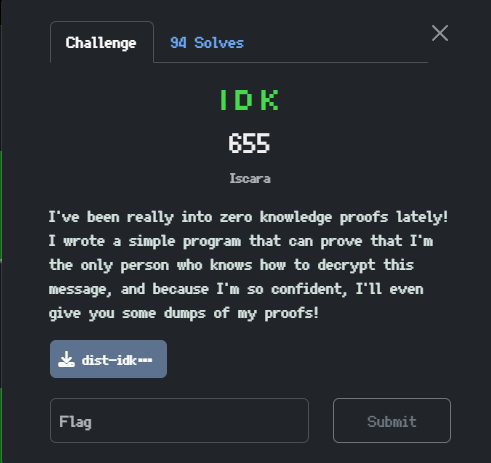 Challenge
94 Solves
IDK
655
Iscara
I've been really into zero knowledge proofs lately!
I wrote a simple program that can prove that I'm
the only person who knows how to decrypt this
message, and because I'm so confident, I'll even
give you some dumps of my proofs!
dist-idk…
Flag
Submit